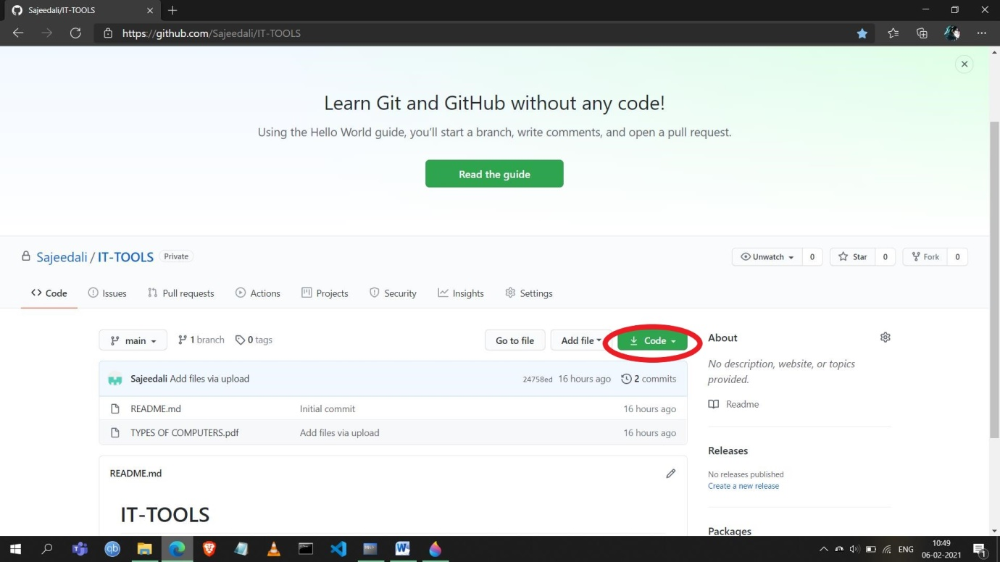 Sajeedali/IT-TOOLS
https://github.com/Sajeedali/IT-TOOLS
Learn Git and GitHub without any code!
Using the Hello World guide, you’ll start a branch, write comments, and open a pull request.
Read the guide
Sajeedali / IT-TOOLS Private
Unwatch 0 Star 0 Fork 0
Code Issues Pull requests Actions Projects Security Insights Settings
main 1 branch 0 tags Go to file Add file Code
Sajeedali Add files via upload 24758ed 16 hours ago 2 commits
README.md Initial commit 16 hours ago
TYPES OF COMPUTERS.pdf Add files via upload 16 hours ago
README.md
IT-TOOLS
About
No description, website, or topics
provided.
Readme
Releases
No releases published
Create a new release
Packages
qb
W
ENG
10:49
06-02-2021
1